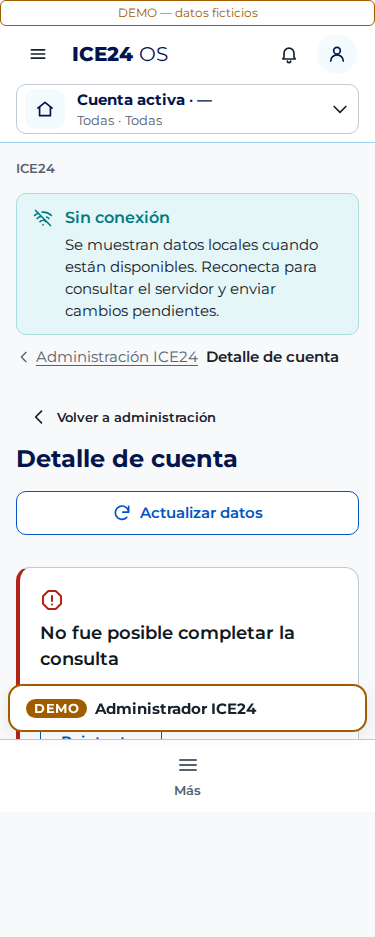 DEMO — datos ficticios
ICE24 OS
Cuenta activa · —
Todas · Todas
ICE24
Sin conexión
Se muestran datos locales cuando
están disponibles. Reconecta para
consultar el servidor y enviar
cambios pendientes.
Administración ICE24 Detalle de cuenta
Volver a administración
Detalle de cuenta
Actualizar datos
No fue posible completar la
consulta
DEMO Administrador ICE24
Más